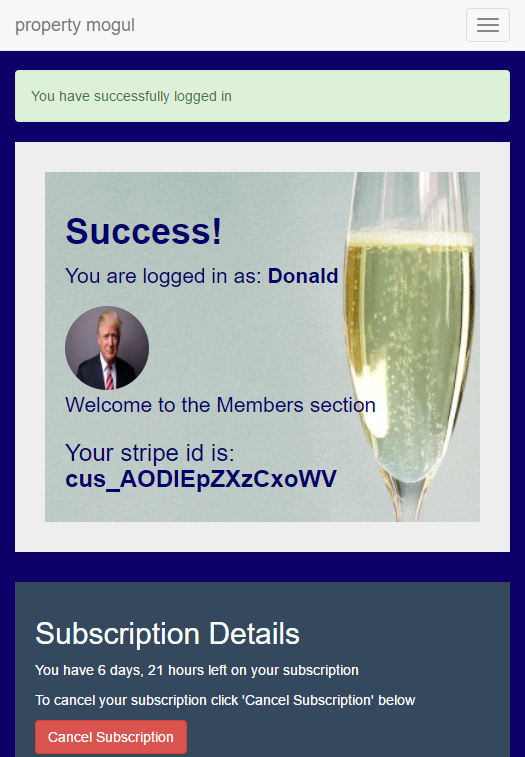 property mogul
You have successfully logged in
Success!
You are logged in as: Donald
Welcome to the Members section
Your stripe id is:
cus_AODIEpZXzCxoWV
Subscription Details
You have 6 days, 21 hours left on your subscription
To cancel your subscription click 'Cancel Subscription' below
Cancel Subscription